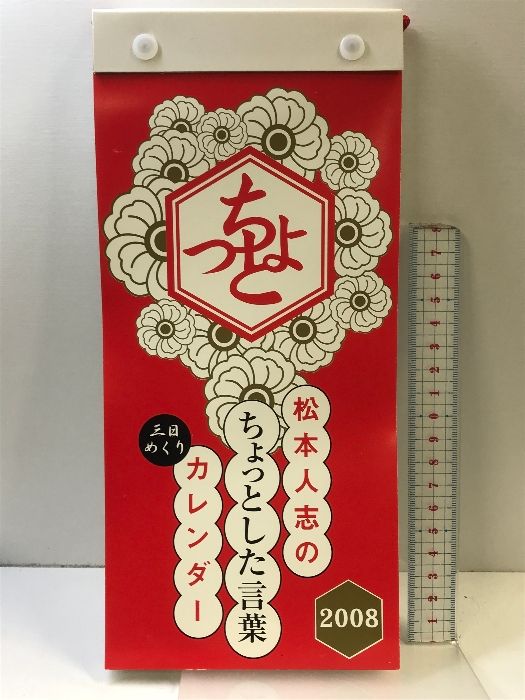 ちょっと
松本人志の
ちょっとした言葉
カレンダー
三日
めくり
2008